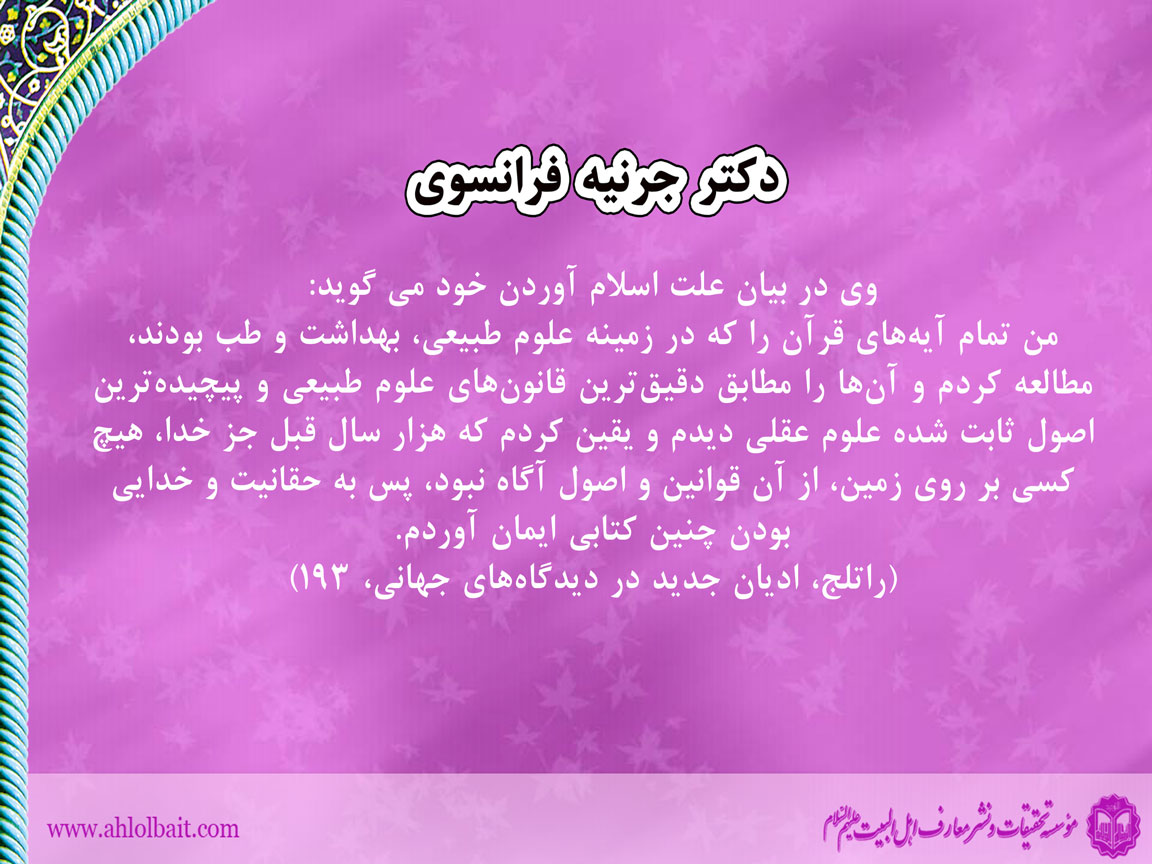 دکتر جرنیه فرانسوی
وی در بیان علت اسلام آوردن خود می گوید:
من تمام آیه‌های قرآن را که در زمینه علوم طبیعی، بهداشت و طب بودند،
مطالعه کردم و آن‌ها را مطابق دقیق‌ترین قانون‌های علوم طبیعی و پیچیده‌ترین
اصول ثابت شده علوم عقلی دیدم و یقین کردم که هزار سال قبل جز خدا، هیچ
کسی بر روی زمین، از آن قوانین و اصول آگاه نبود، پس به حقانیت و خدایی
بودن چنین کتابی ایمان آوردم.
(راتلج، ادیان جدید در دیدگاه‌های جهانی، ۱۹۳)
مؤسسه تحقیقات و نشر معارف اهل البیت علیهم السلام
www.ahlolbait.com